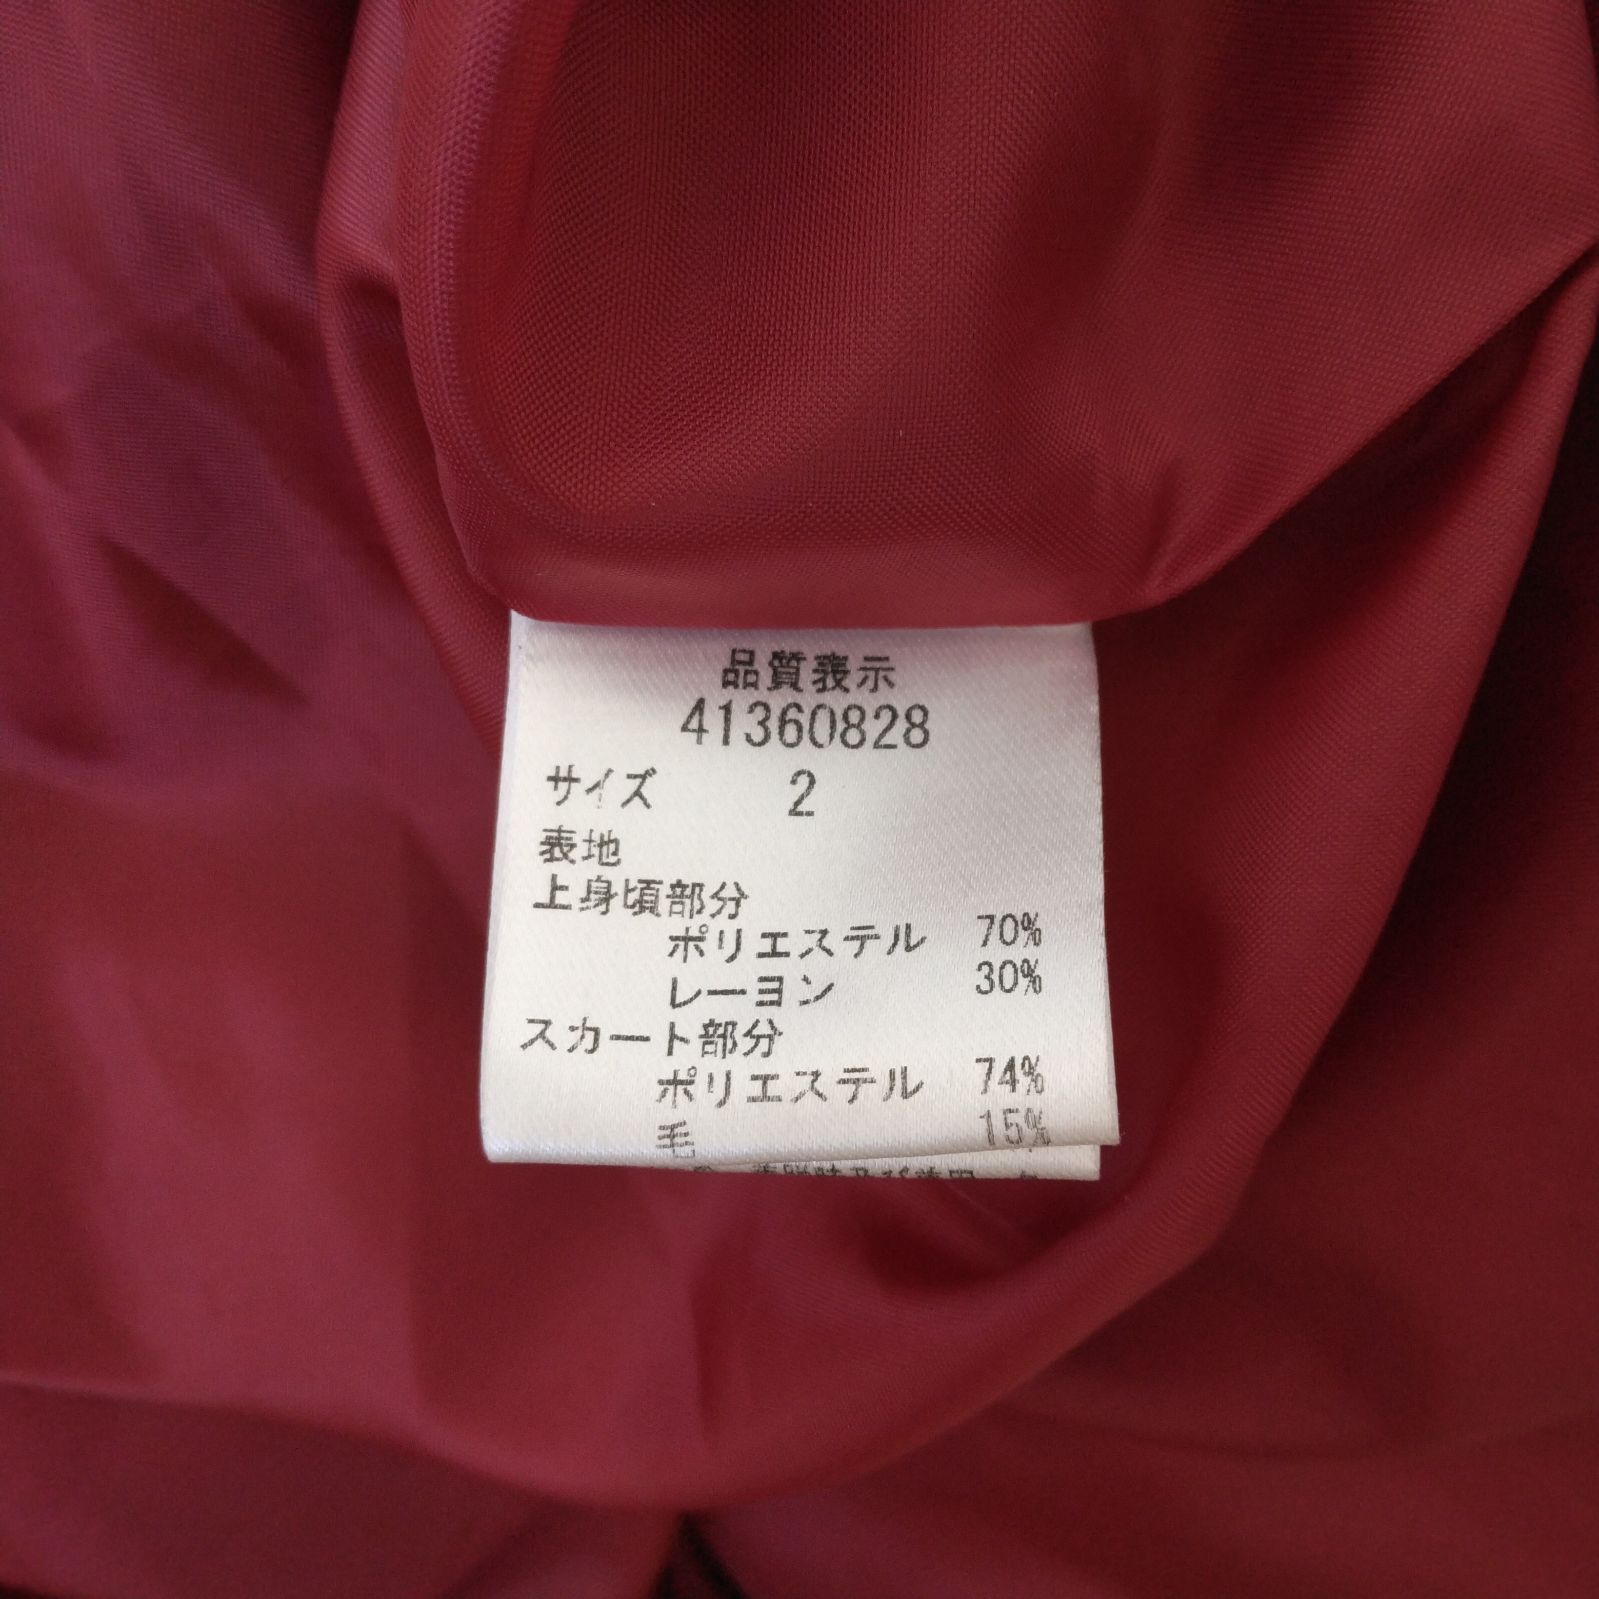 品質表示
41360828
サイズ 2
表地
上身頃部分
ポリエステル 70%
レーヨン 30%
スカート部分
ポリエステル 74%
毛 15%